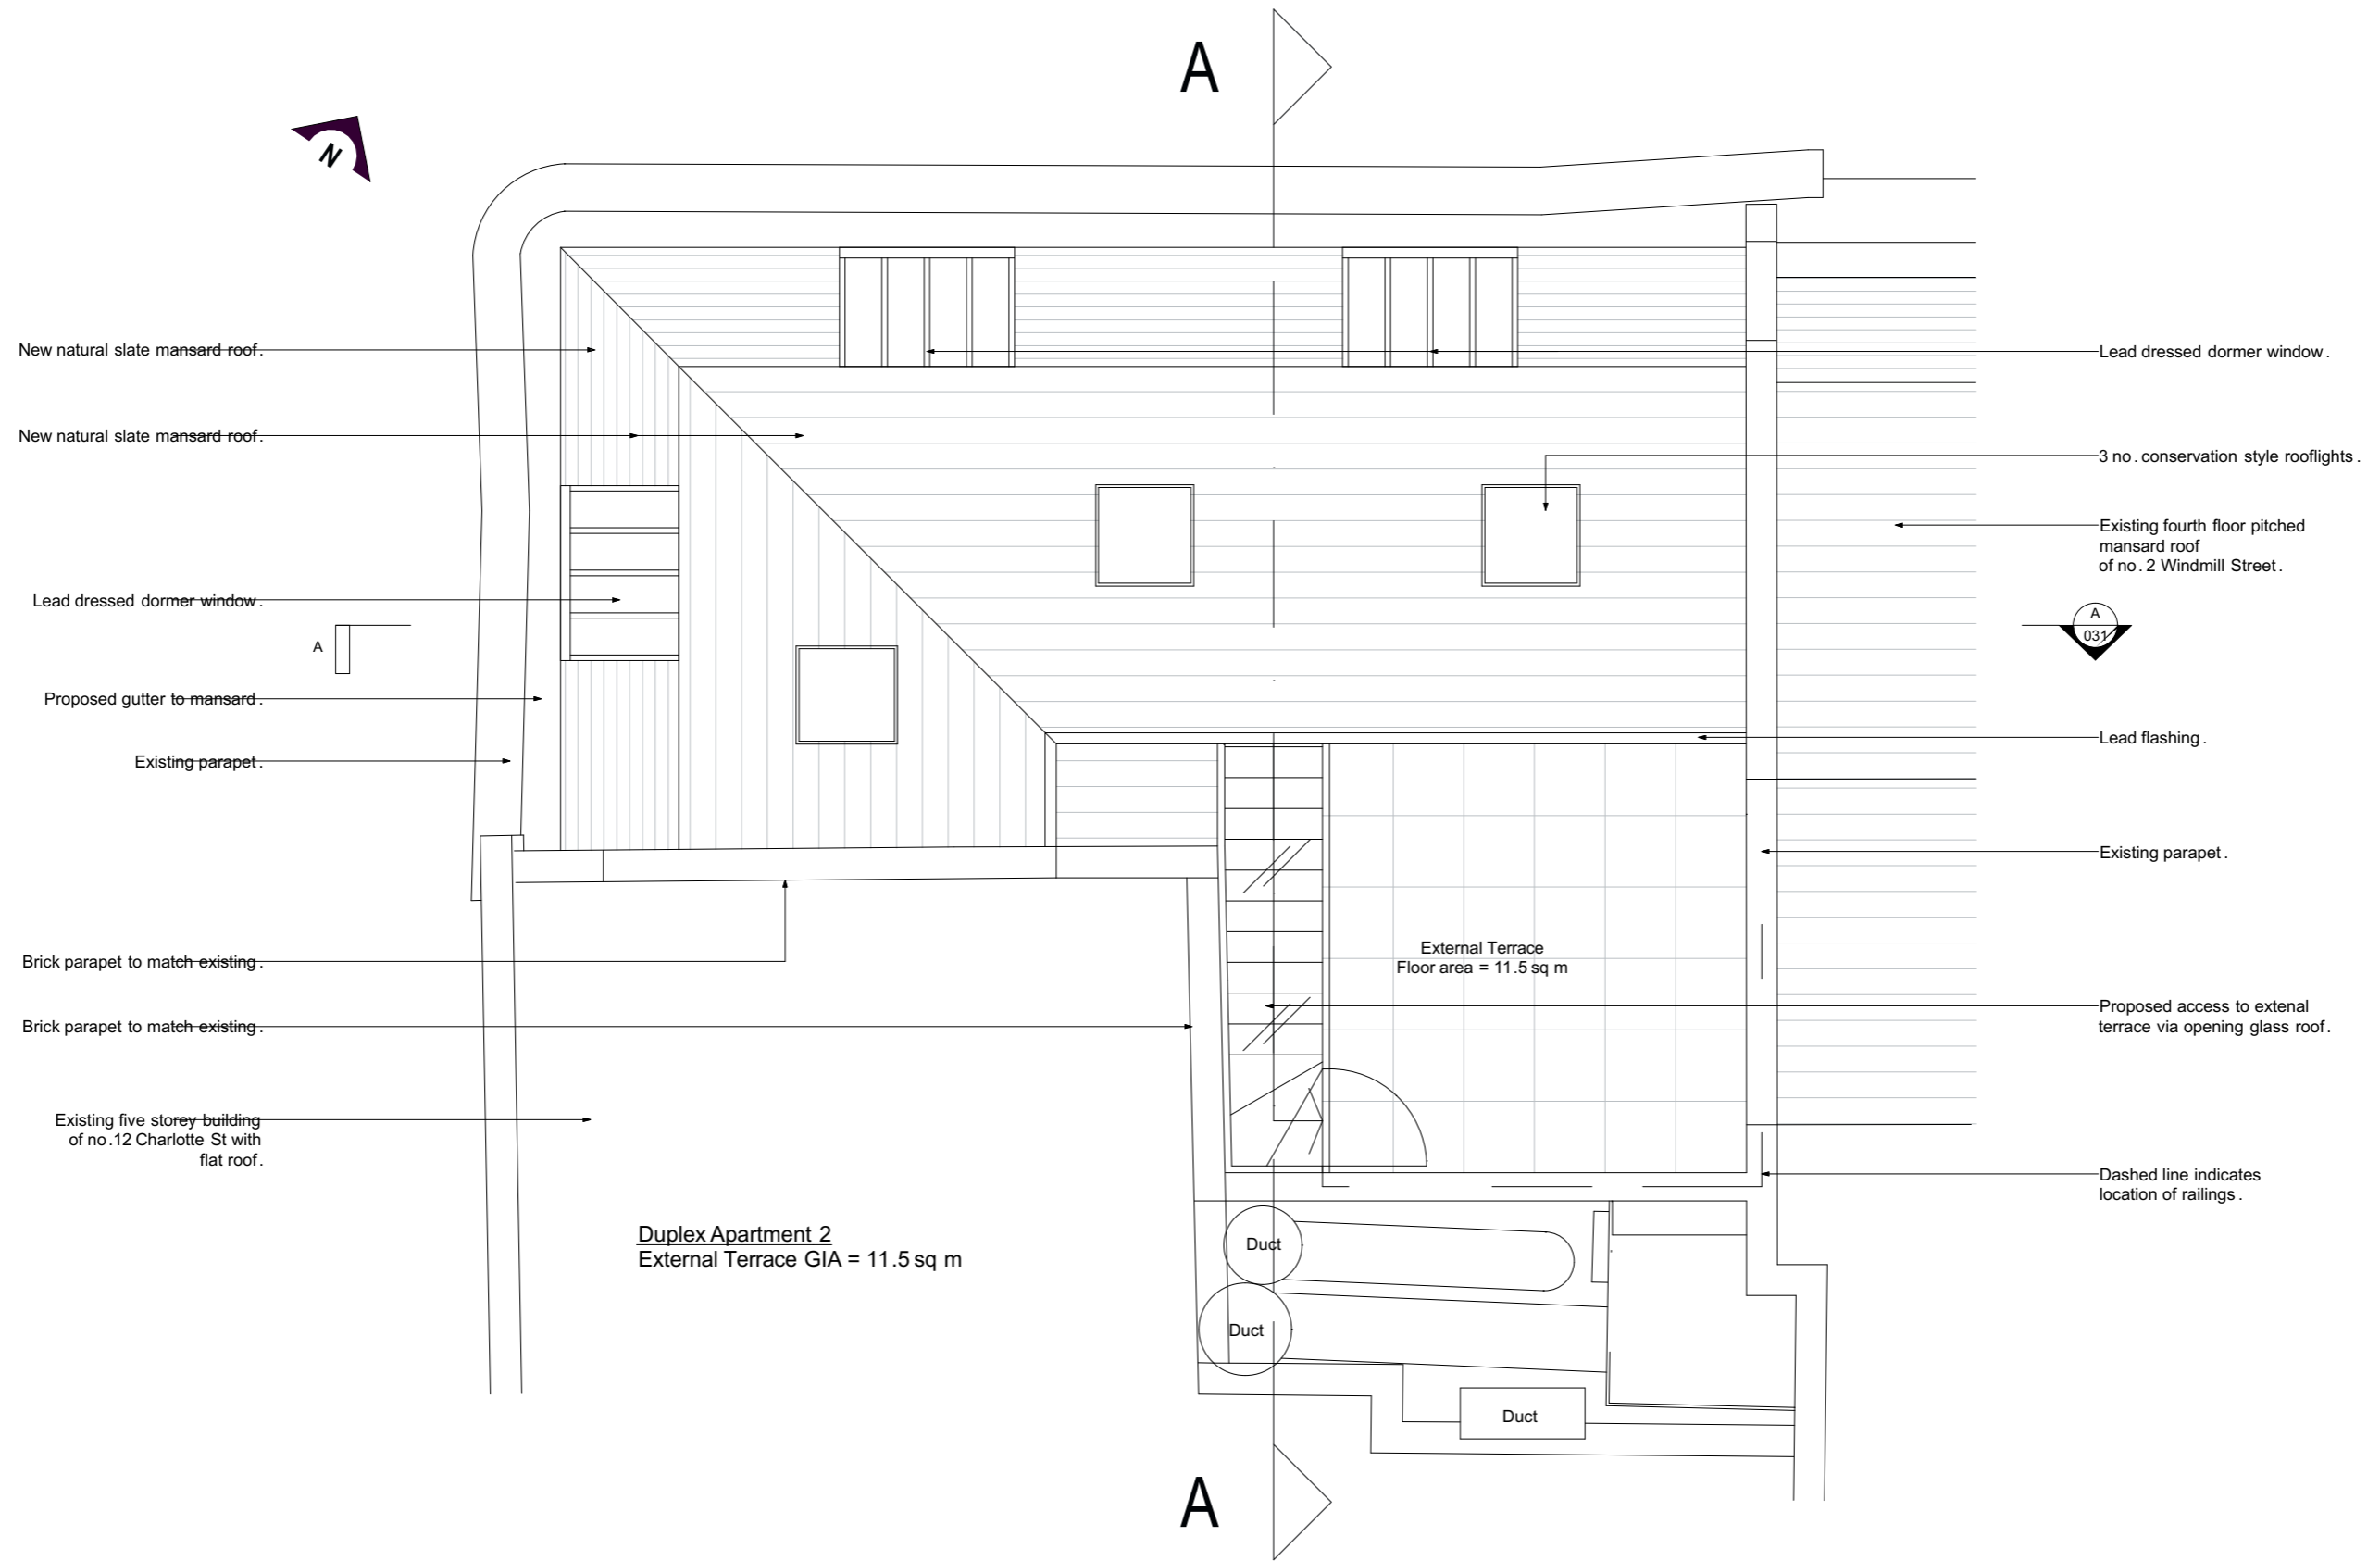 A
N
New natural slate mansard roof.
New natural slate mansard roof.
Lead dressed dormer window.
A
Proposed gutter to mansard.
Existing parapet.
Brick parapet to match existing.
Brick parapet to match existing.
Existing five storey building
of no.12 Charlotte St with
flat roof.
Lead dressed dormer window.
3 no. conservation style rooflights.
Existing fourth floor pitched
mansard roof
of no. 2 Windmill Street.
A
031
Lead flashing.
Existing parapet.
External Terrace
Floor area = 11.5 sq m
Proposed access to extenal
terrace via opening glass roof.
Dashed line indicates
location of railings.
Duplex Apartment 2
External Terrace GIA = 11.5 sq m
Duct
Duct
Duct
A